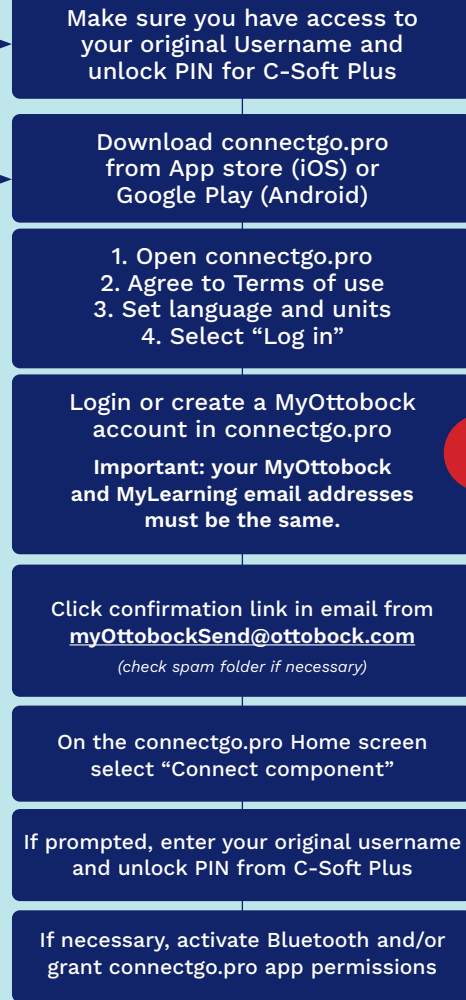 Make sure you have access to
your original Username and
unlock PIN for C-Soft Plus
Download connectgo.pro
from App store (iOS) or
Google Play (Android)
1. Open connectgo.pro
2. Agree to Terms of use
3. Set language and units
4. Select “Log in”
Login or create a MyOttobock
account in connectgo.pro
Important: your MyOttobock
and MyLearning email addresses
must be the same.
Click confirmation link in email from
myOttobockSend@ottobock.com
(check spam folder if necessary)
On the connectgo.pro Home screen
select “Connect component”
If prompted, enter your original username
and unlock PIN from C-Soft Plus
If necessary, activate Bluetooth and/or
grant connectgo.pro app permissions